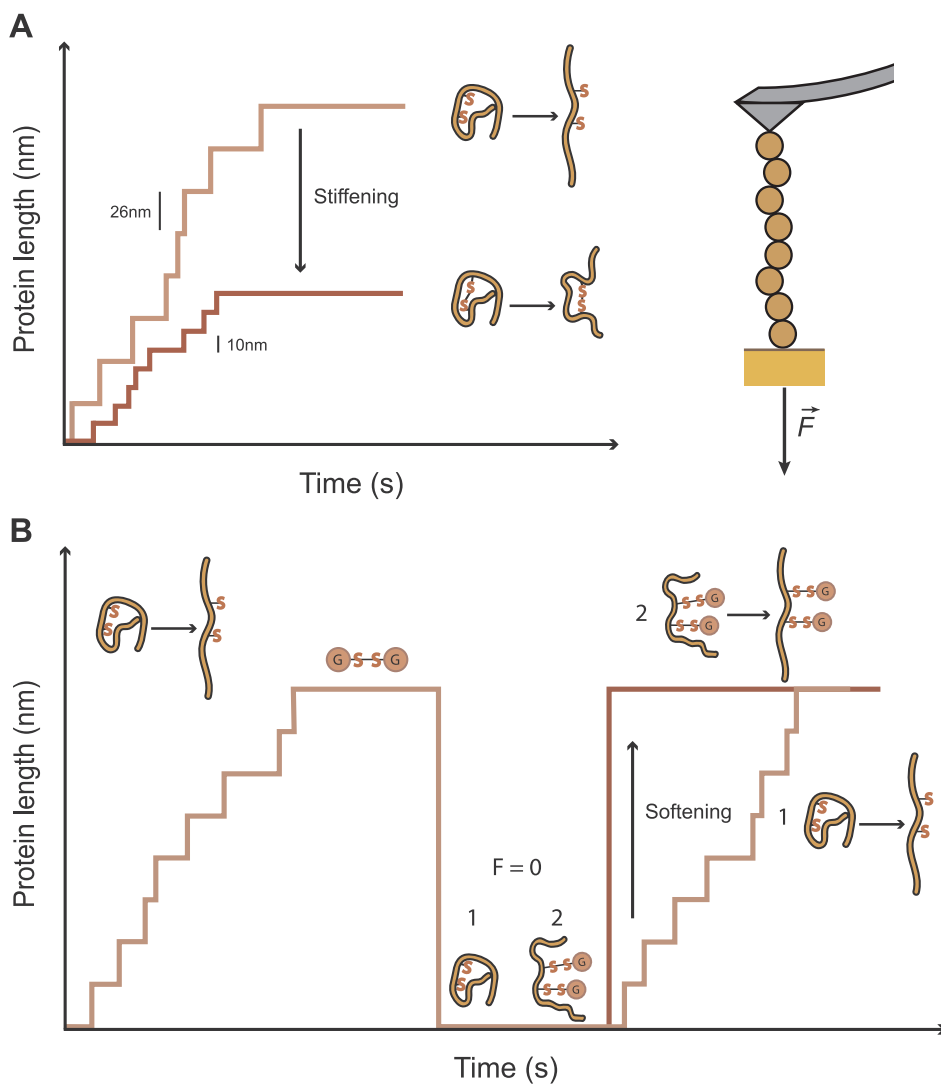 A
Protein length (nm)
26nm
Stiffening
10nm
Time (s)
S
S
S
S
S
S
S
S
F
B
Protein length (nm)
S
S
S
S
G S S G
2
S S G
S S G
S S G
S S G
Softening
1
S
S
S
S
F = 0
1
2
S
S
S S G
S S G
Time (s)